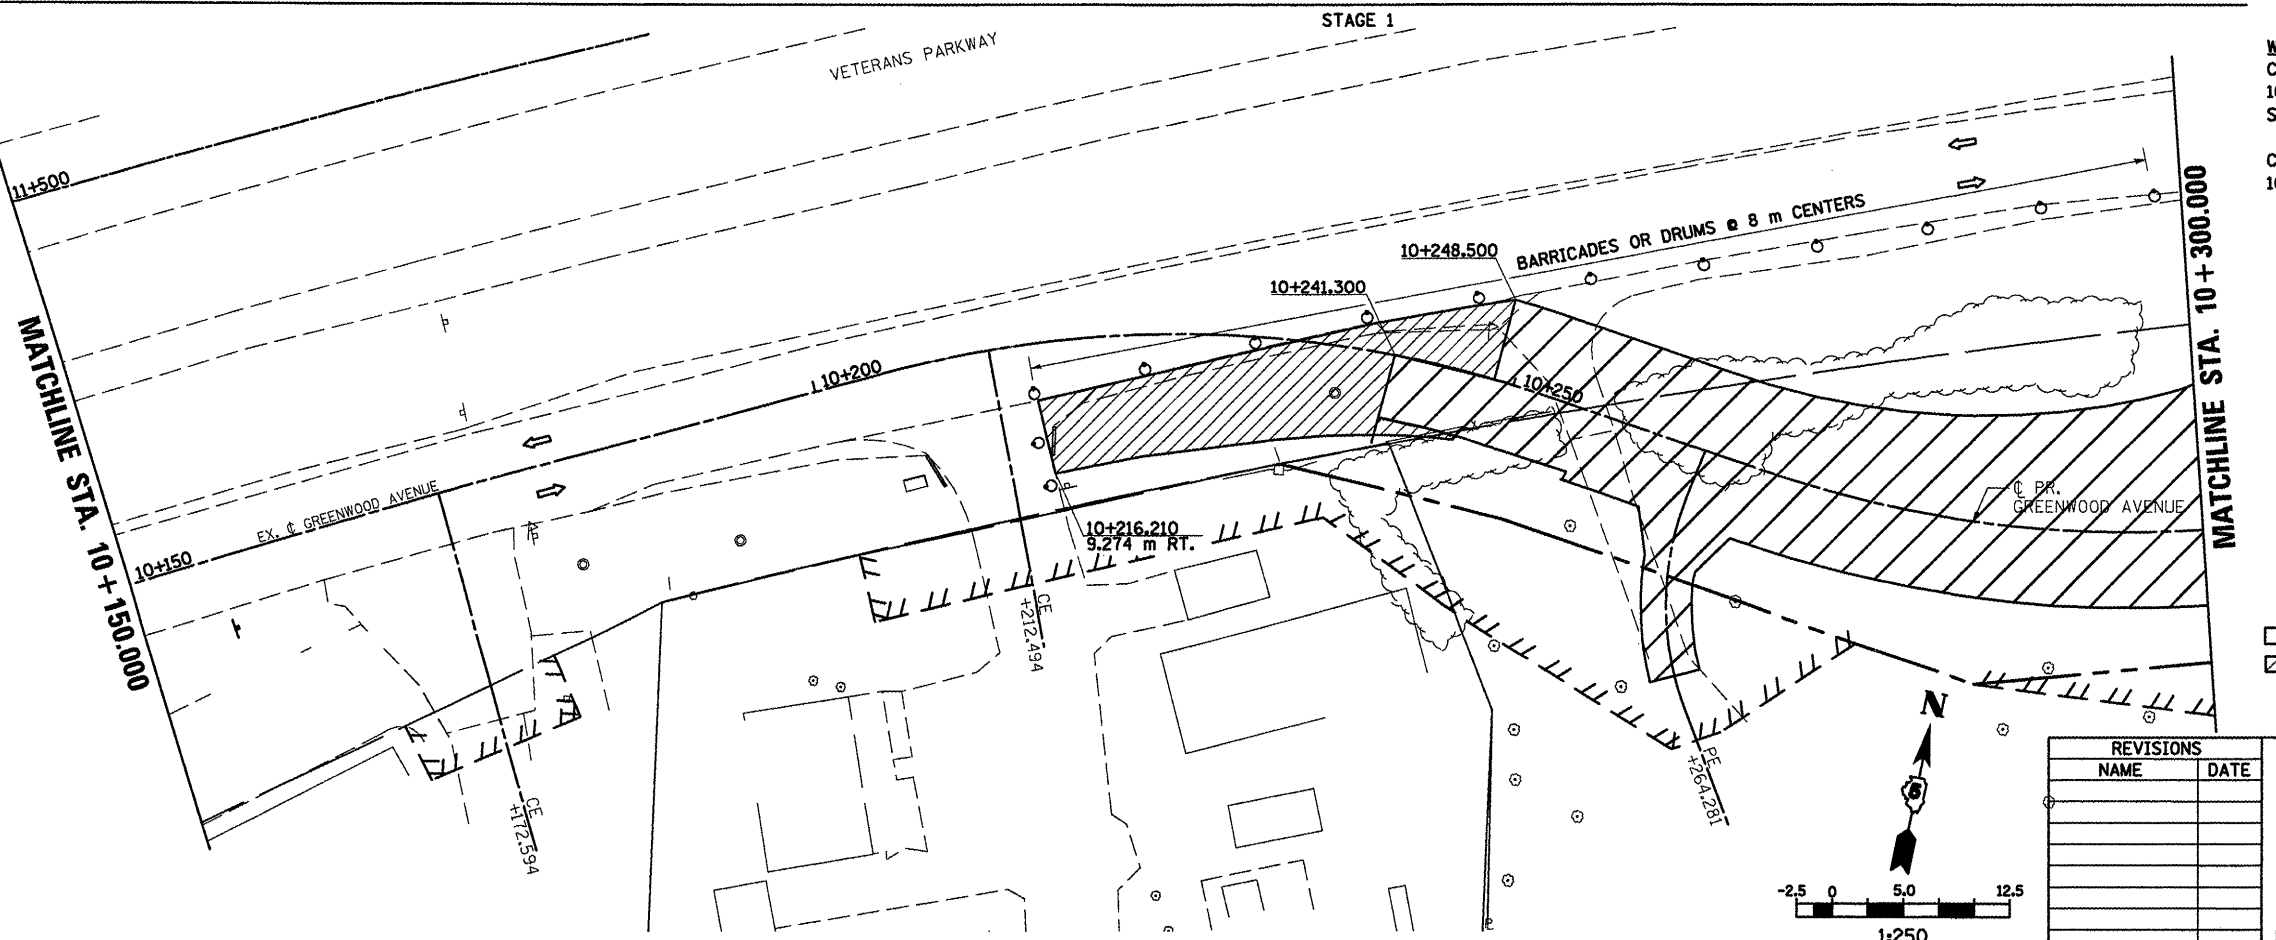 STAGE 1
VETERANS PARKWAY
11+500
10+248.500
BARRICADES OR DRUMS @ 8 m CENTERS
10+241.300
10+200
10+250
EX. ℄ GREENWOOD AVENUE
10+150
10+216.210
9.274 m RT.
℄ PR.
GREENWOOD AVENUE
MATCHLINE STA. 10+150.000
MATCHLINE STA. 10+300.000
CE
+212.494
CE
+172.594
PE
+264.281
N
REVISIONS
NAME DATE
-2.5 0 5.0 12.5
1:250